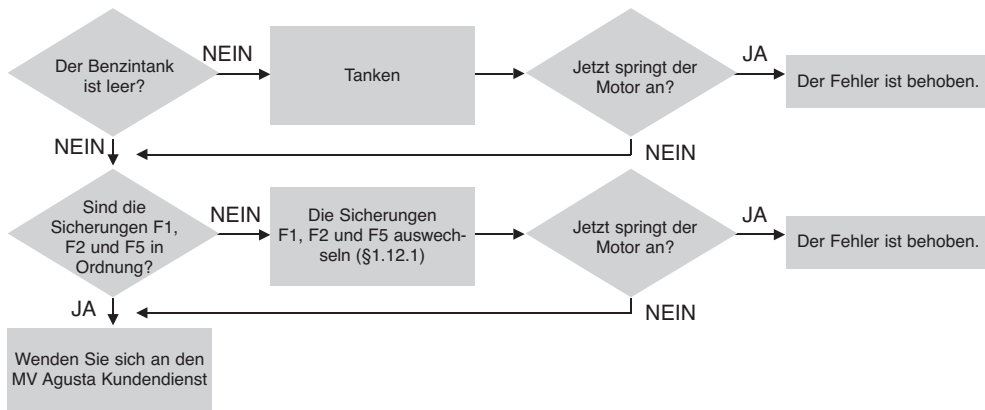 Der Benzintank
ist leer?
NEIN
Tanken
Jetzt springt der
Motor an?
JA
Der Fehler ist behoben.
NEIN
NEIN
Sind die
Sicherungen F1,
F2 und F5 in
Ordnung?
NEIN
Die Sicherungen
F1, F2 und F5 auswech-
seln (§1.12.1)
Jetzt springt der
Motor an?
JA
Der Fehler ist behoben.
JA
NEIN
Wenden Sie sich an den
MV Agusta Kundendienst